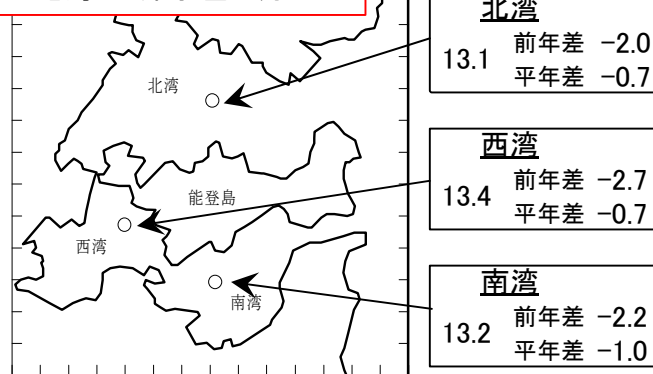 北湾
13.1
前年差 -2.0
平年差 -0.7
北湾
西湾
13.4
前年差 -2.7
平年差 -0.7
能登島
西湾
南湾
13.2
前年差 -2.2
平年差 -1.0
南湾